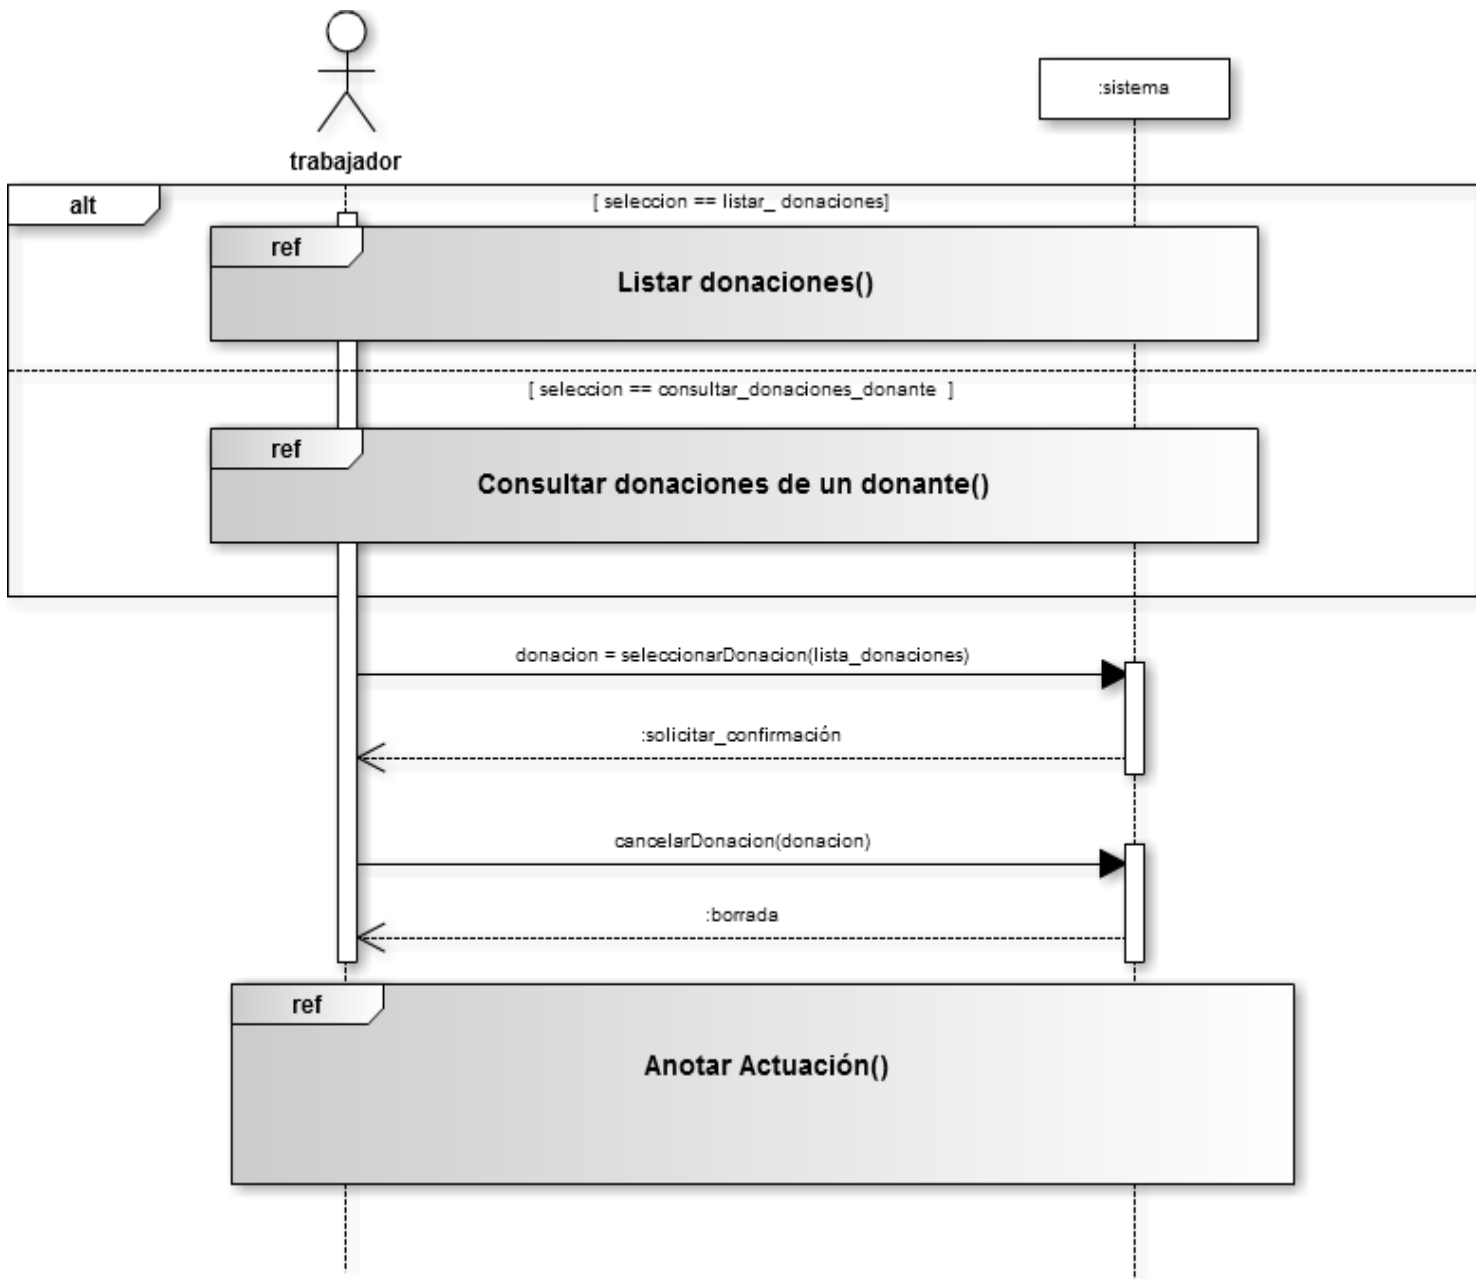 :sistema
trabajador
alt
[ seleccion == listar_ donaciones]
ref
Listar donaciones()
[ seleccion == consultar_donaciones_donante  ]
ref
Consultar donaciones de un donante()
donacion = seleccionarDonacion(lista_donaciones)
:solicitar_confirmación
cancelarDonacion(donacion)
:borrada
ref
Anotar Actuación()